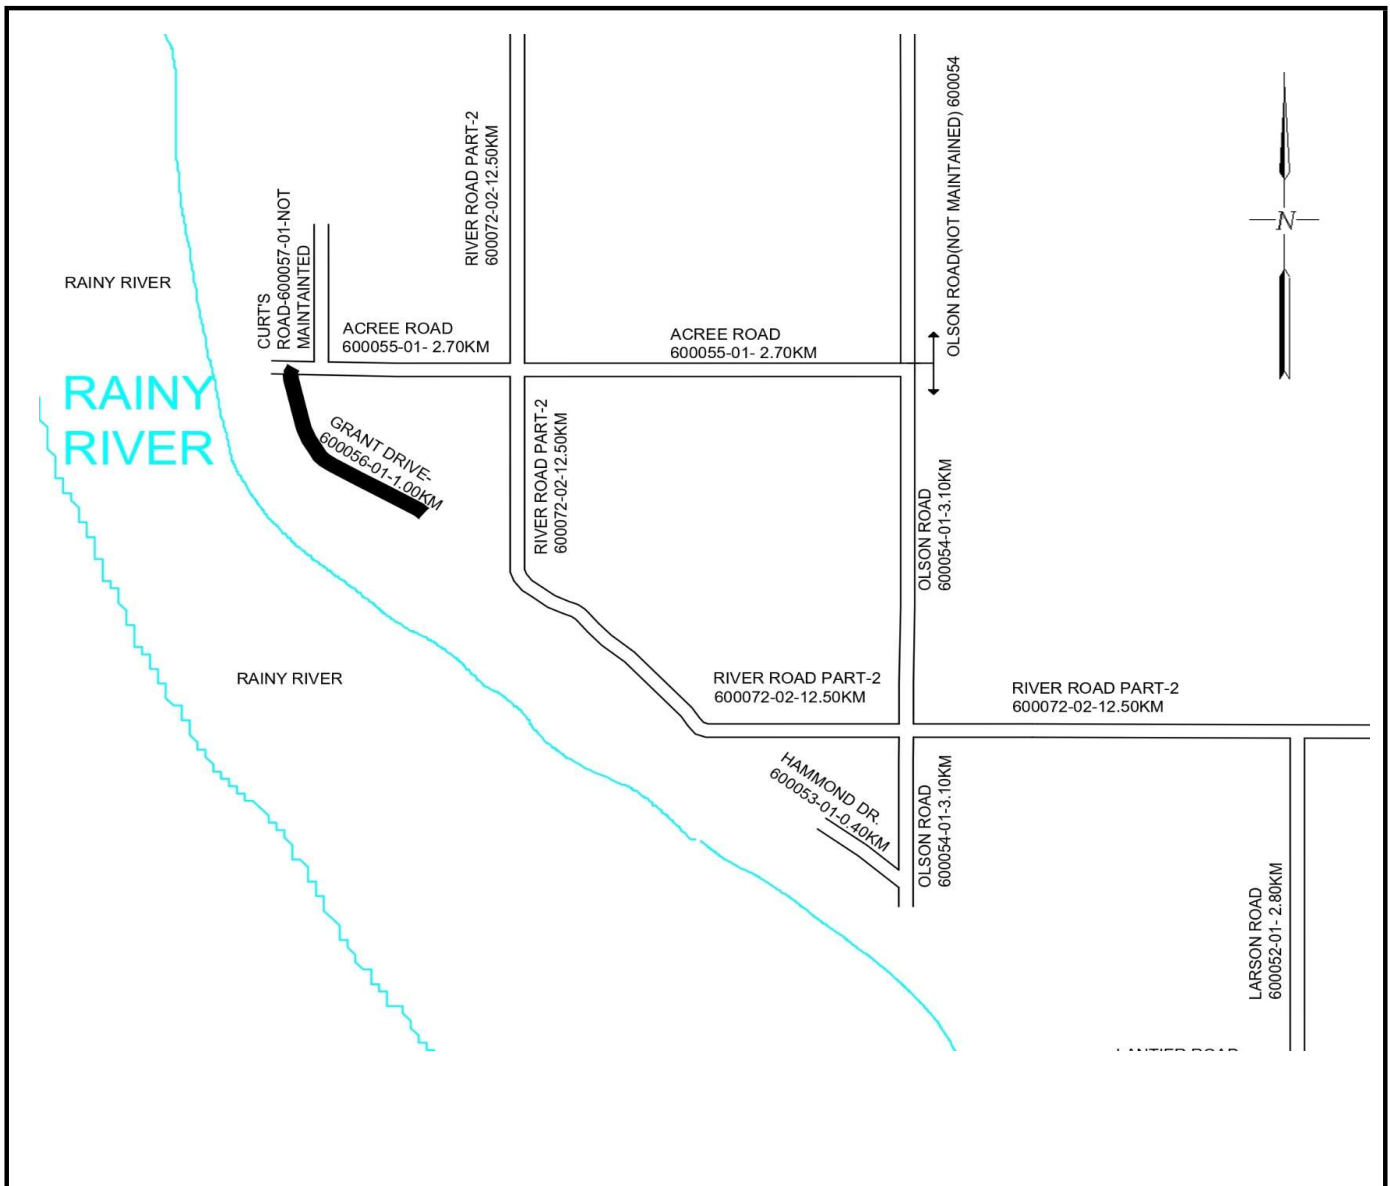 RIVER ROAD PART-2
600072-02-12.50KM
OLSON ROAD(NOT MAINTAINED) 600054
N
CURT'S
ROAD-600057-01-NOT
MAINTAINTED
RAINY RIVER
ACREE ROAD
600055-01- 2.70KM
ACREE ROAD
600055-01- 2.70KM
RAINY
RIVER
GRANT DRIVE-
600056-01-1.00KM
RIVER ROAD PART-2
600072-02-12.50KM
OLSON ROAD
600054-01-3.10KM
RAINY RIVER
RIVER ROAD PART-2
600072-02-12.50KM
RIVER ROAD PART-2
600072-02-12.50KM
HAMMOND DR.
600053-01-0.40KM
OLSON ROAD
600054-01-3.10KM
LARSON ROAD
600052-01- 2.80KM